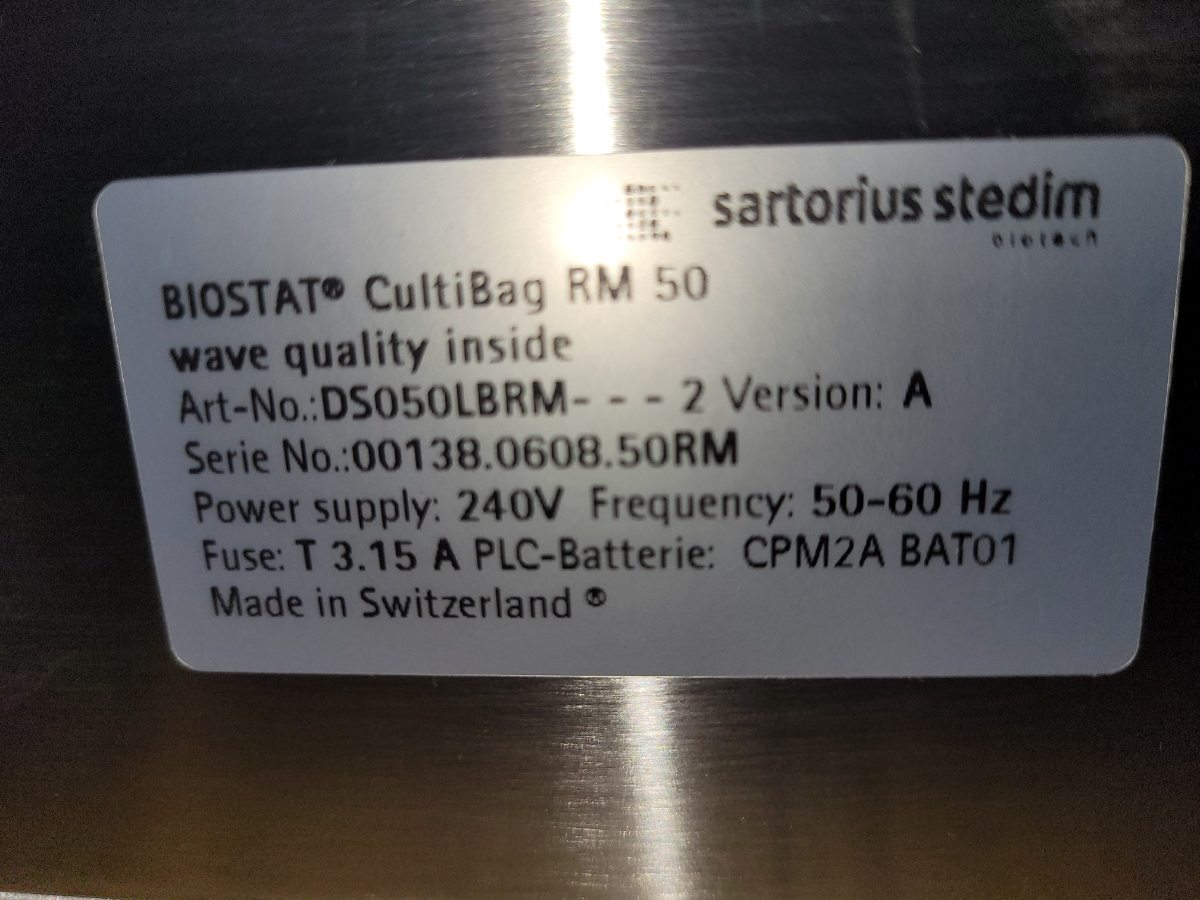 sartorius stedim
biotech
BIOSTAT® CultiBag RM 50
wave quality inside
Art-No.:DS050LBRM- - - 2 Version: A
Serie No.:00138.0608.50RM
Power supply: 240V Frequency: 50-60 Hz
Fuse: T 3.15 A PLC-Batterie: CPM2A BAT01
Made in Switzerland ®